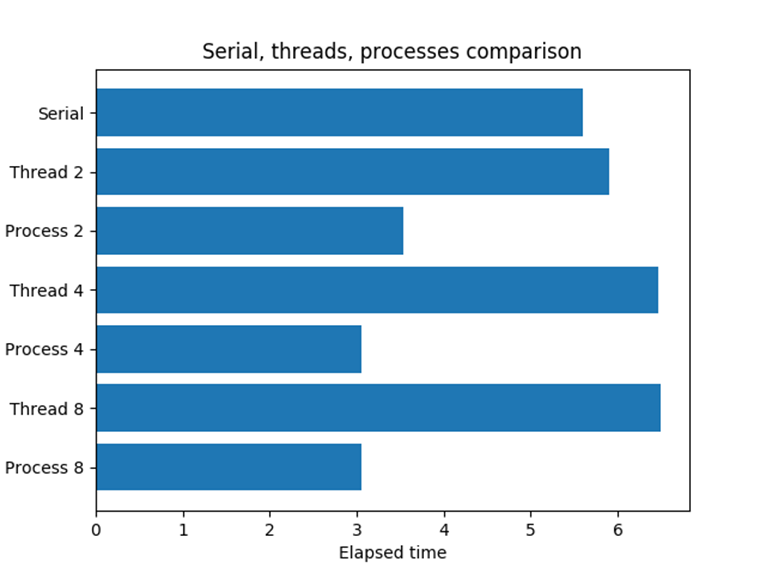 Serial, threads, processes comparison
Serial
Thread 2
Process 2
Thread 4
Process 4
Thread 8
Process 8
0 1 2 3 4 5 6
Elapsed time